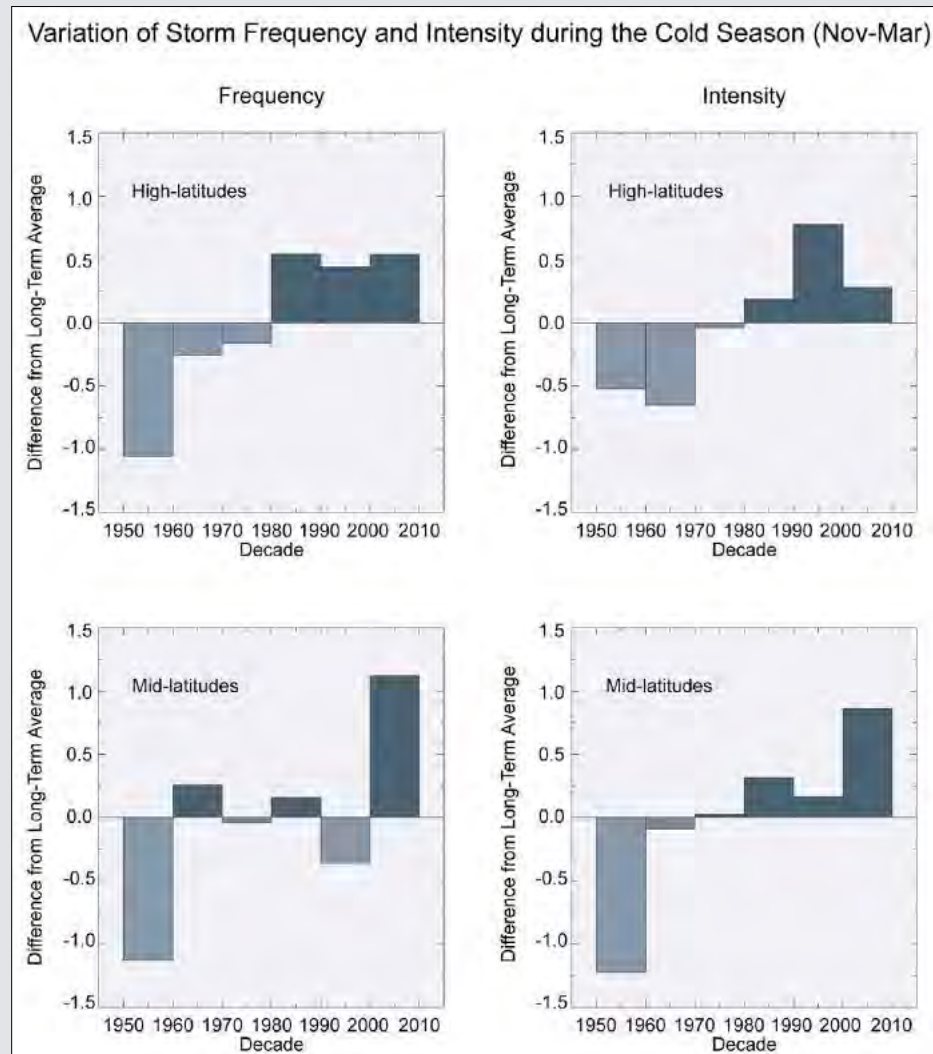 Variation of Storm Frequency and Intensity during the Cold Season (Nov-Mar)
Frequency
Difference from Long-Term Average
1.5
1.0
0.5
0.0
-0.5
-1.0
-1.5
High-latitudes
1950 1960 1970 1980 1990 2000 2010
Decade
Intensity
Difference from Long-Term Average
1.5
1.0
0.5
0.0
-0.5
-1.0
-1.5
High-latitudes
1950 1960 1970 1980 1990 2000 2010
Decade
Difference from Long-Term Average
1.5
1.0
0.5
0.0
-0.5
-1.0
-1.5
Mid-latitudes
1950 1960 1970 1980 1990 2000 2010
Decade
Difference from Long-Term Average
1.5
1.0
0.5
0.0
-0.5
-1.0
-1.5
Mid-latitudes
1950 1960 1970 1980 1990 2000 2010
Decade